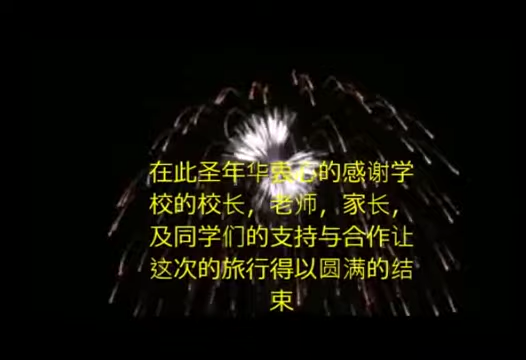 在此圣年华衷心的感谢学
校的校长，老师，家长，
及同学们的支持与合作让
这次的旅行得以圆满的结
束